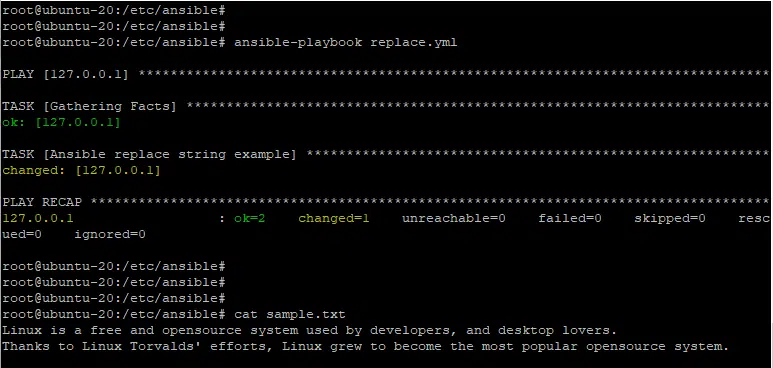 root@ubuntu-20:/etc/ansible#
root@ubuntu-20:/etc/ansible#
root@ubuntu-20:/etc/ansible# ansible-playbook replace.yml
PLAY [127.0.0.1] *******************************************************************************
TASK [Gathering Facts] *************************************************************************
ok: [127.0.0.1]
TASK [Ansible replace string example] **********************************************************
changed: [127.0.0.1]
PLAY RECAP *************************************************************************************
127.0.0.1                  : ok=2    changed=1    unreachable=0    failed=0    skipped=0    resc
ued=0    ignored=0
root@ubuntu-20:/etc/ansible#
root@ubuntu-20:/etc/ansible#
root@ubuntu-20:/etc/ansible#
root@ubuntu-20:/etc/ansible# cat sample.txt
Linux is a free and opensource system used by developers, and desktop lovers.
Thanks to Linux Torvalds' efforts, Linux grew to become the most popular opensource system.